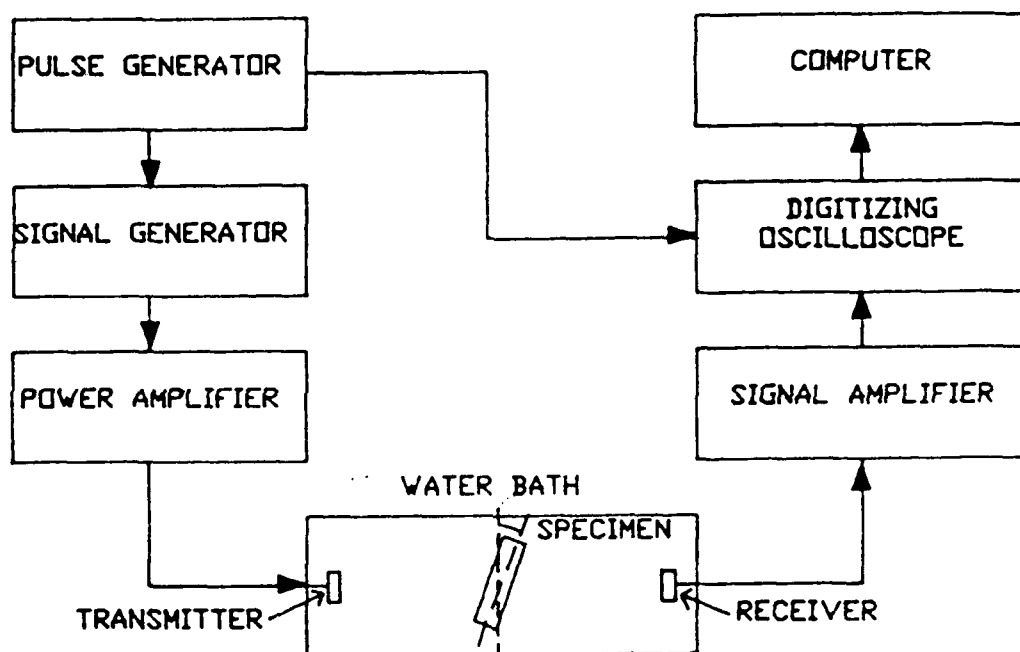 PULSE GENERATOR
COMPUTER
SIGNAL GENERATOR
DIGITIZING
OSCILLOSCOPE
POWER AMPLIFIER
SIGNAL AMPLIFIER
WATER BATH
SPECIMEN
TRANSMITTER
RECEIVER